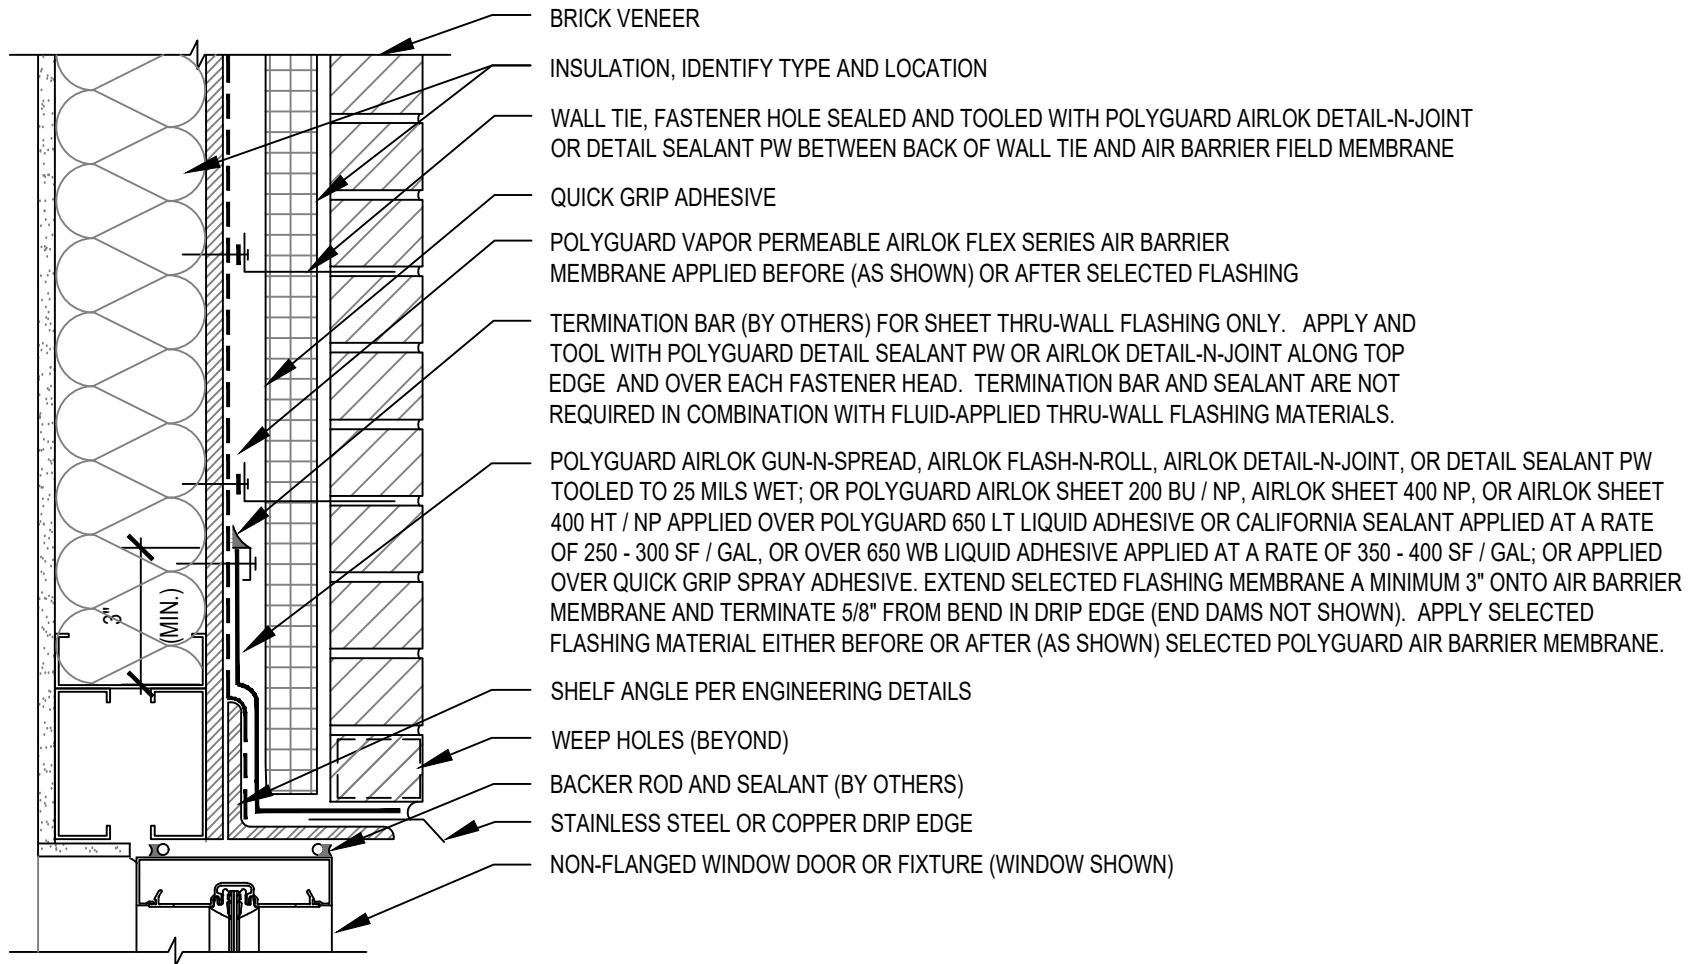 BRICK VENEER
INSULATION, IDENTIFY TYPE AND LOCATION
WALL TIE, FASTENER HOLE SEALED AND TOOLED WITH POLYGUARD AIRLOK DETAIL-N-JOINT
OR DETAIL SEALANT PW BETWEEN BACK OF WALL TIE AND AIR BARRIER FIELD MEMBRANE
QUICK GRIP ADHESIVE
POLYGUARD VAPOR PERMEABLE AIRLOK FLEX SERIES AIR BARRIER
MEMBRANE APPLIED BEFORE (AS SHOWN) OR AFTER SELECTED FLASHING
TERMINATION BAR (BY OTHERS) FOR SHEET THRU-WALL FLASHING ONLY. APPLY AND
TOOL WITH POLYGUARD DETAIL SEALANT PW OR AIRLOK DETAIL-N-JOINT ALONG TOP
EDGE AND OVER EACH FASTENER HEAD. TERMINATION BAR AND SEALANT ARE NOT
REQUIRED IN COMBINATION WITH FLUID-APPLIED THRU-WALL FLASHING MATERIALS.
POLYGUARD AIRLOK GUN-N-SPREAD, AIRLOK FLASH-N-ROLL, AIRLOK DETAIL-N-JOINT, OR DETAIL SEALANT PW
TOOLED TO 25 MILS WET; OR POLYGUARD AIRLOK SHEET 200 BU / NP, AIRLOK SHEET 400 NP, OR AIRLOK SHEET
400 HT / NP APPLIED OVER POLYGUARD 650 LT LIQUID ADHESIVE OR CALIFORNIA SEALANT APPLIED AT A RATE
OF 250 - 300 SF / GAL, OR OVER 650 WB LIQUID ADHESIVE APPLIED AT A RATE OF 350 - 400 SF / GAL; OR APPLIED
OVER QUICK GRIP SPRAY ADHESIVE. EXTEND SELECTED FLASHING MEMBRANE A MINIMUM 3" ONTO AIR BARRIER
MEMBRANE AND TERMINATE 5/8" FROM BEND IN DRIP EDGE (END DAMS NOT SHOWN). APPLY SELECTED
FLASHING MATERIAL EITHER BEFORE OR AFTER (AS SHOWN) SELECTED POLYGUARD AIR BARRIER MEMBRANE.
3"
(MIN.)
SHELF ANGLE PER ENGINEERING DETAILS
WEEP HOLES (BEYOND)
BACKER ROD AND SEALANT (BY OTHERS)
STAINLESS STEEL OR COPPER DRIP EDGE
NON-FLANGED WINDOW DOOR OR FIXTURE (WINDOW SHOWN)